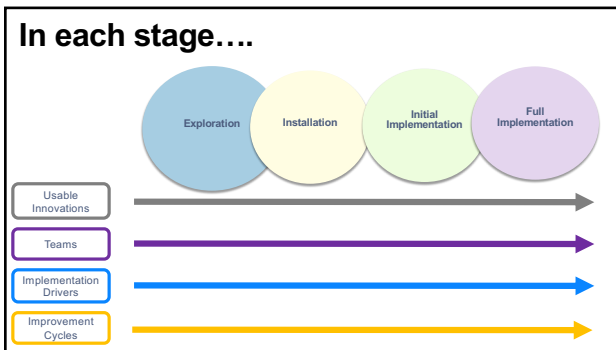 In each stage....
Exploration
Installation
Initial
Implementation
Full
Implementation
Usable
Innovations
Teams
Implementation
Drivers
Improvement
Cycles